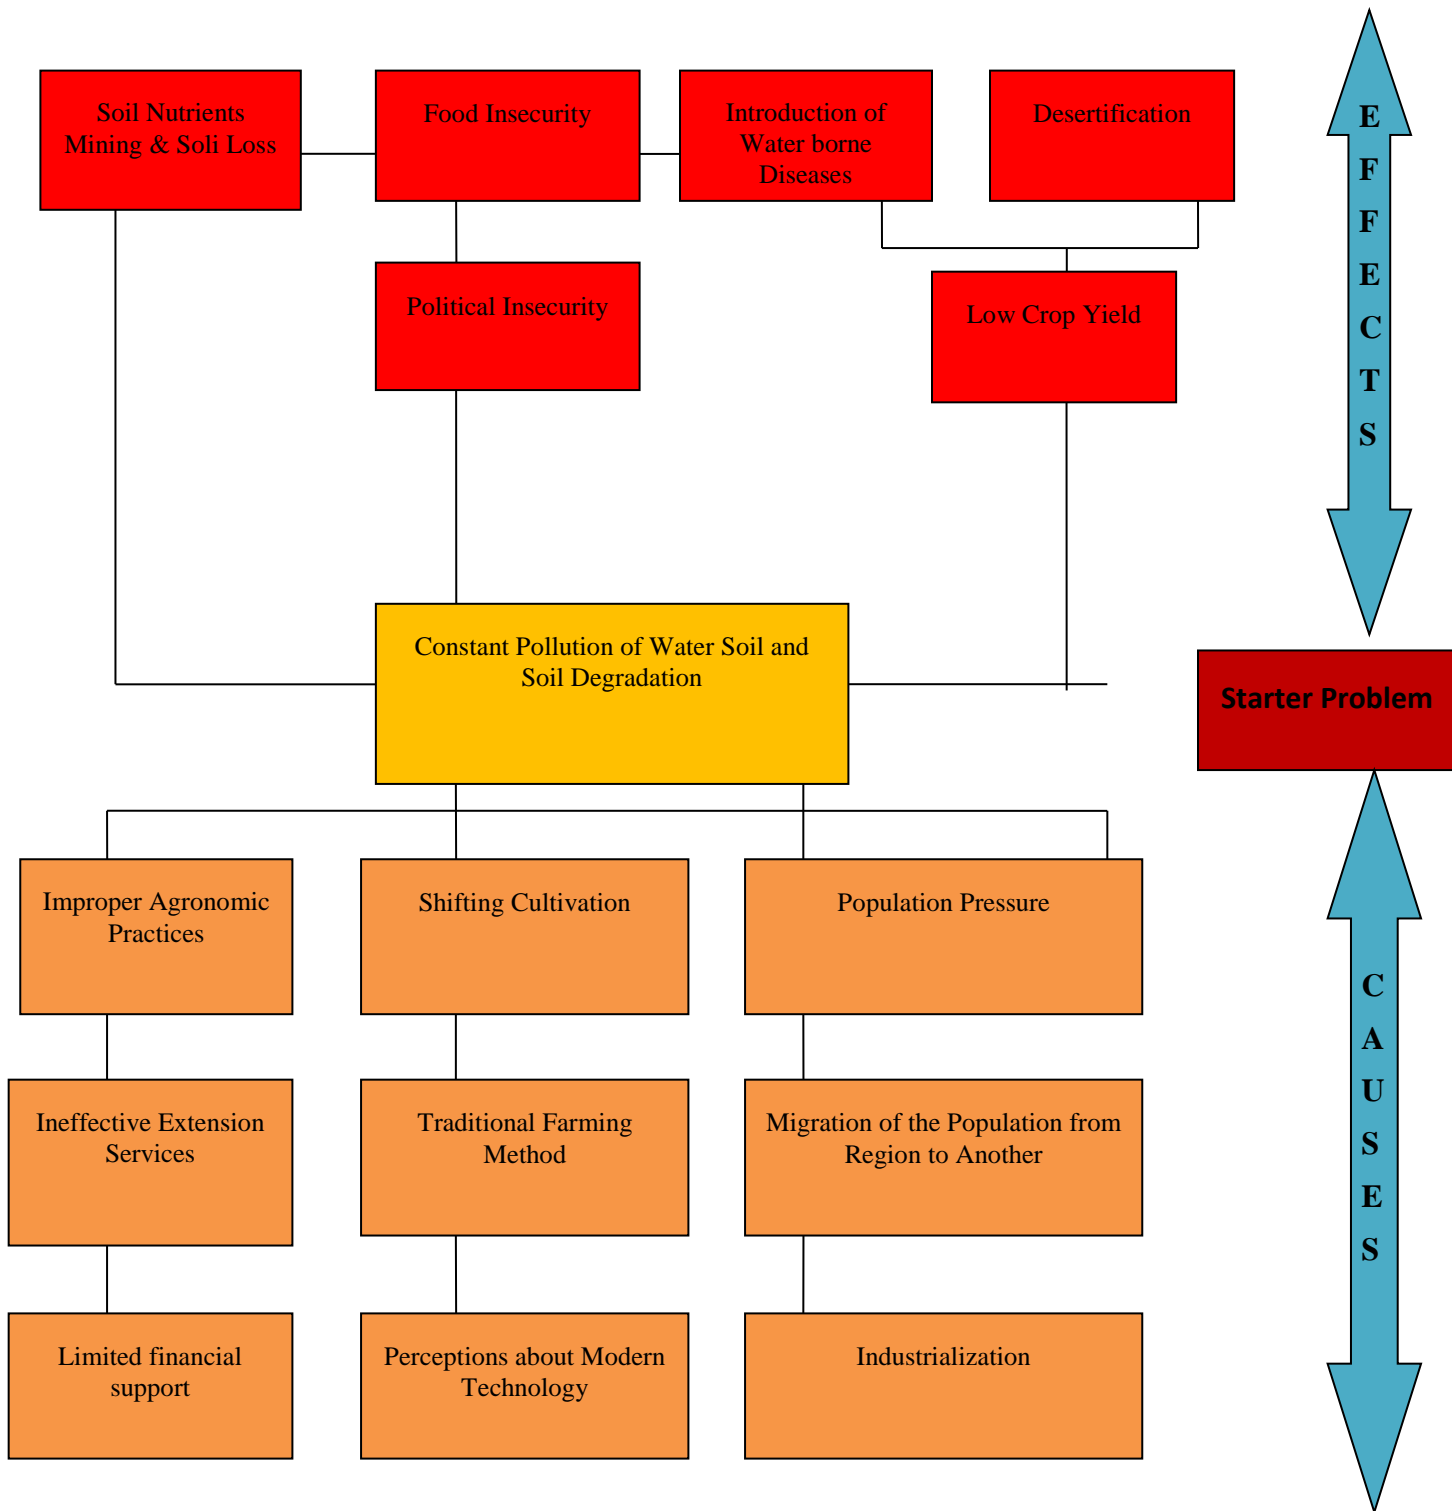 Soil Nutrients
Mining & Soli Loss
Food Insecurity
Introduction of
Water borne
Diseases
Desertification
Political Insecurity
Low Crop Yield
E
F
F
E
C
T
S
Constant Pollution of Water Soil and
Soil Degradation
Starter Problem
Improper Agronomic
Practices
Shifting Cultivation
Population Pressure
Ineffective Extension
Services
Traditional Farming
Method
Migration of the Population from
Region to Another
Limited financial
support
Perceptions about Modern
Technology
Industrialization
C
A
U
S
E
S